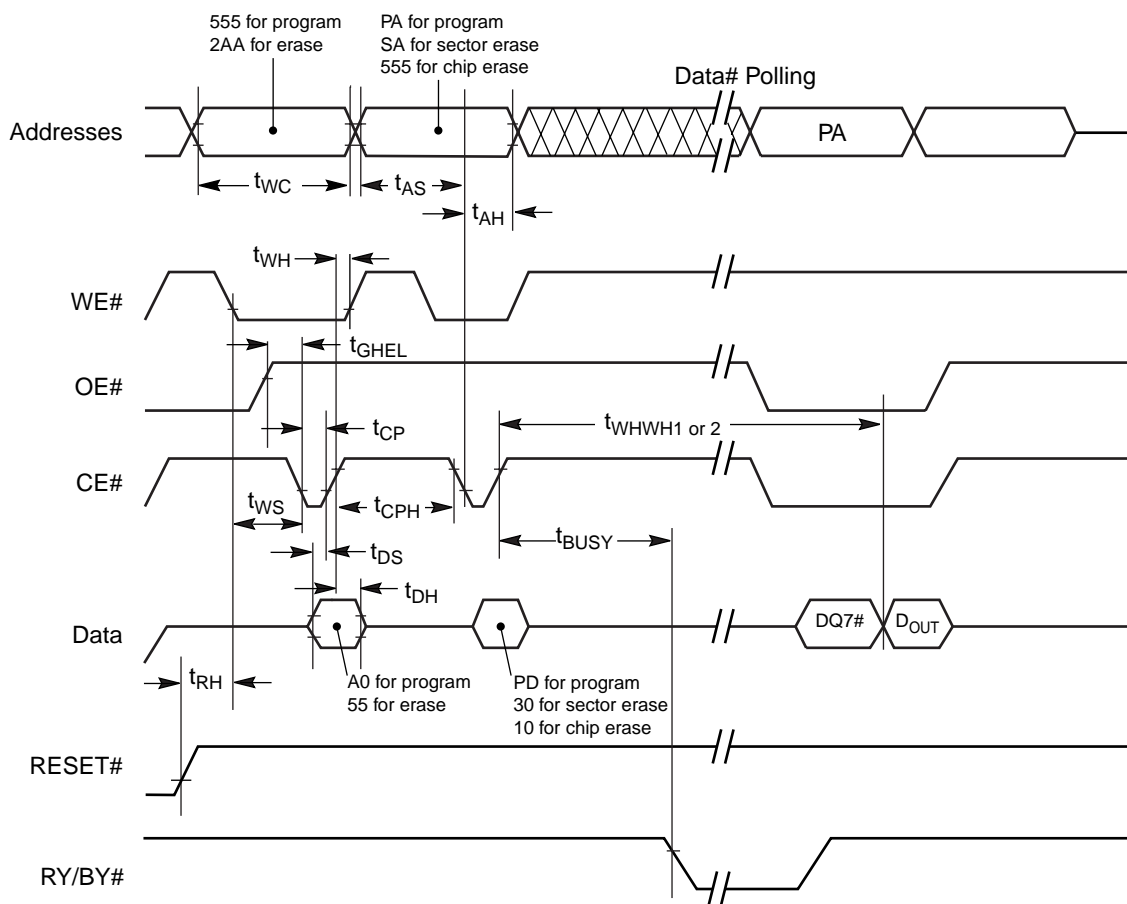 555 for program
2AA for erase
PA for program
SA for sector erase
555 for chip erase
Data# Polling
Addresses
PA
tWC
tAS
tAH
tWH
WE#
tGHEL
OE#
tWHWH1 or 2
tCP
CE#
tWS
tCPH
tBUSY
tDS
tDH
Data
DQ7#
DOUT
tRH
A0 for program
55 for erase
PD for program
30 for sector erase
10 for chip erase
RESET#
RY/BY#